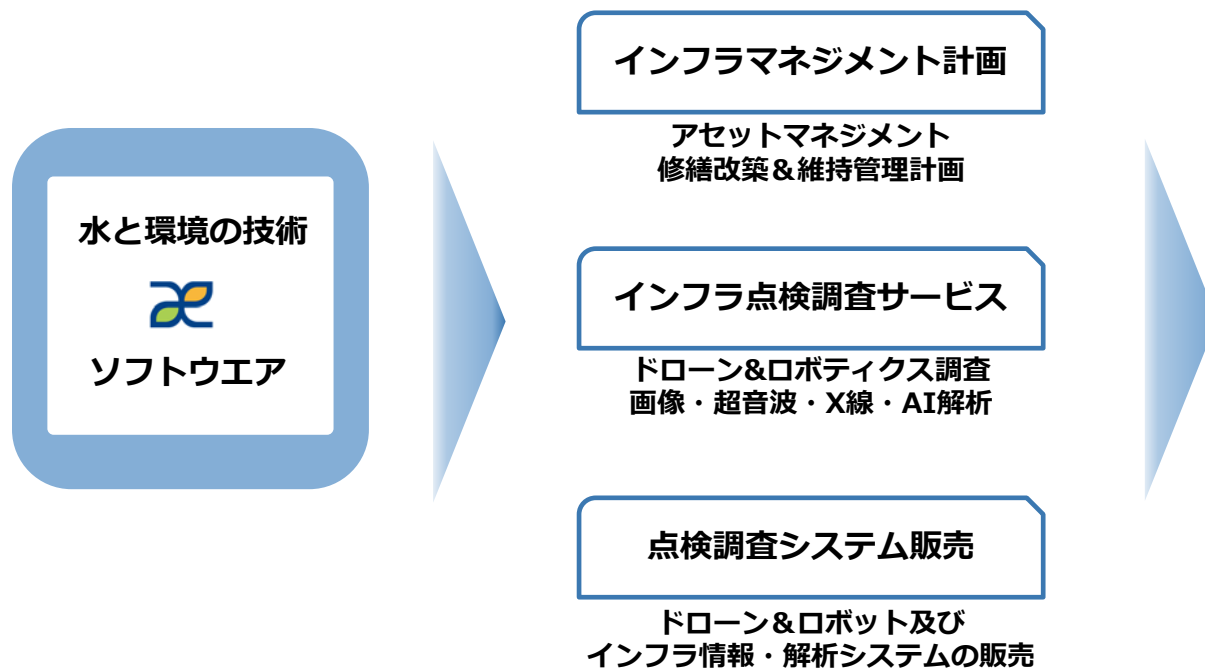 水と環境の技術
ソフトウエア
インフラマネジメント計画
アセットマネジメント
修繕改築＆維持管理計画
インフラ点検調査サービス
ドローン&ロボティクス調査
画像・超音波・X線・AI解析
点検調査システム販売
ドローン＆ロボット及び
インフラ情報・解析システムの販売